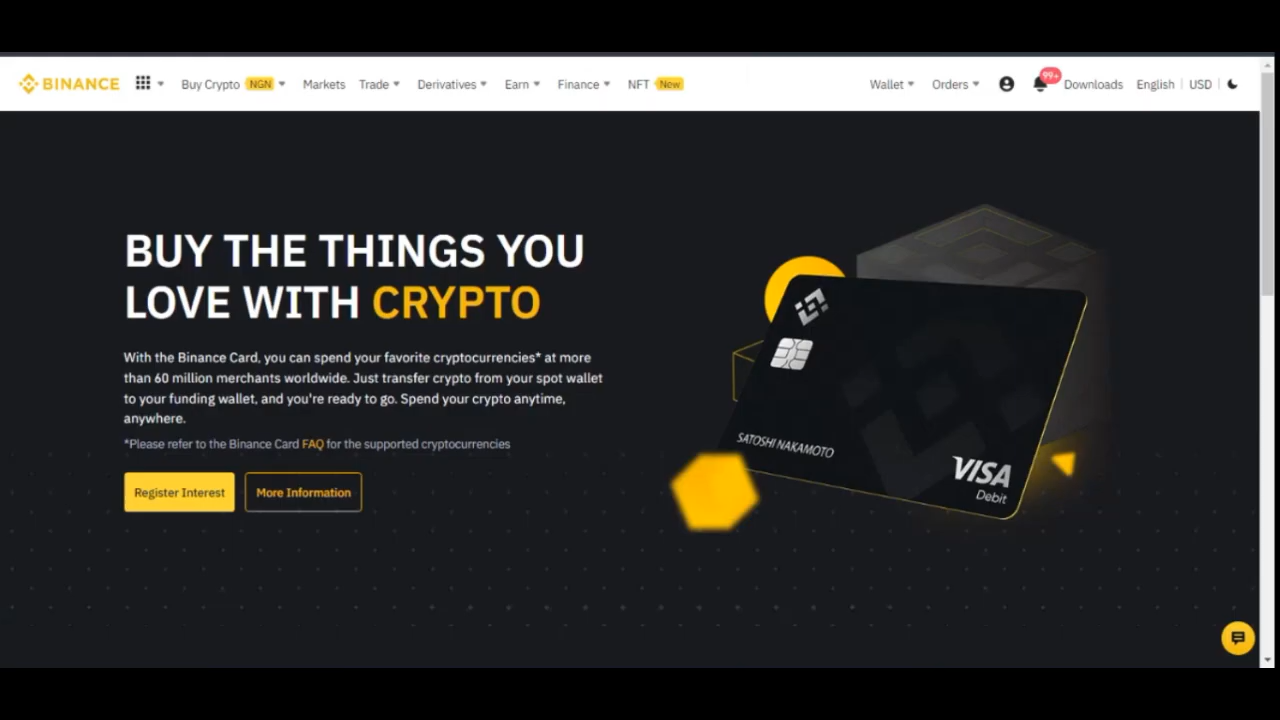 BINANCE
Buy Crypto NGN Markets Trade Derivatives Earn Finance NFT New Wallet Orders 99+ Downloads English USD
BUY THE THINGS YOU
LOVE WITH CRYPTO
With the Binance Card, you can spend your favorite cryptocurrencies* at more
than 60 million merchants worldwide. Just transfer crypto from your spot wallet
to your funding wallet, and you're ready to go. Spend your crypto anytime,
anywhere.
*Please refer to the Binance Card FAQ for the supported cryptocurrencies
Register Interest More Information
SATOSHI NAKAMOTO
VISA
Debit